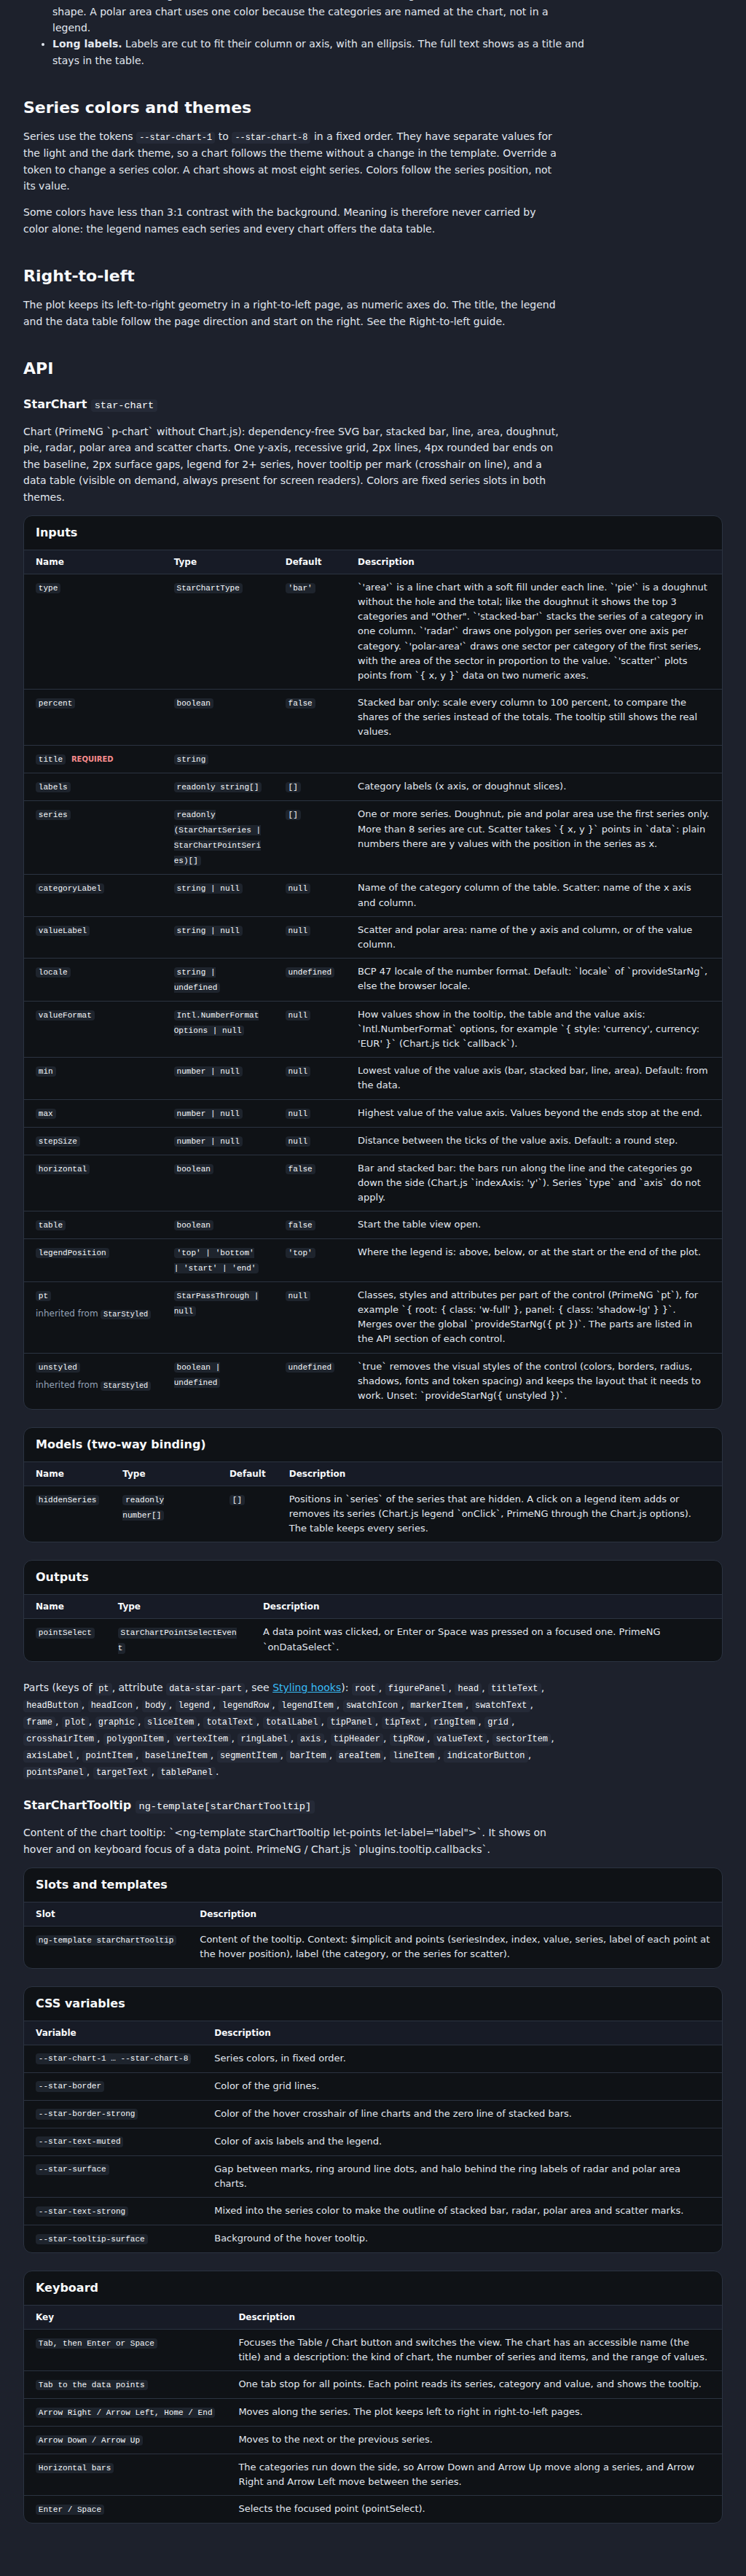 shape. A polar area chart uses one color because the categories are named at the chart, not in a
legend.
• Long labels. Labels are cut to fit their column or axis, with an ellipsis. The full text shows as a title and
stays in the table.
Series colors and themes
Series use the tokens --star-chart-1 to --star-chart-8 in a fixed order. They have separate values for
the light and the dark theme, so a chart follows the theme without a change in the template. Override a
token to change a series color. A chart shows at most eight series. Colors follow the series position, not
its value.
Some colors have less than 3:1 contrast with the background. Meaning is therefore never carried by
color alone: the legend names each series and every chart offers the data table.
Right-to-left
The plot keeps its left-to-right geometry in a right-to-left page, as numeric axes do. The title, the legend
and the data table follow the page direction and start on the right. See the Right-to-left guide.
API
StarChart star-chart
Chart (PrimeNG `p-chart` without Chart.js): dependency-free SVG bar, stacked bar, line, area, doughnut,
pie, radar, polar area and scatter charts. One y-axis, recessive grid, 2px lines, 4px rounded bar ends on
the baseline, 2px surface gaps, legend for 2+ series, hover tooltip per mark (crosshair on line), and a
data table (visible on demand, always present for screen readers). Colors are fixed series slots in both
themes.
Inputs
Name Type Default Description
type StarChartType 'bar' `'area'` is a line chart with a soft fill under each line. `'pie'` is a doughnut
without the hole and the total; like the doughnut it shows the top 3
categories and "Other". `'stacked-bar'` stacks the series of a category in
one column. `'radar'` draws one polygon per series over one axis per
category. `'polar-area'` draws one sector per category of the first series,
with the area of the sector in proportion to the value. `'scatter'` plots
points from `{ x, y }` data on two numeric axes.
percent boolean false Stacked bar only: scale every column to 100 percent, to compare the
shares of the series instead of the totals. The tooltip still shows the real
values.
title REQUIRED string
labels readonly string[] [] Category labels (x axis, or doughnut slices).
series readonly [] One or more series. Doughnut, pie and polar area use the first series only.
(StarChartSeries | More than 8 series are cut. Scatter takes `{ x, y }` points in `data`: plain
StarChartPointSeri numbers there are y values with the position in the series as x.
es)[]
categoryLabel string | null null Name of the category column of the table. Scatter: name of the x axis
and column.
valueLabel string | null null Scatter and polar area: name of the y axis and column, or of the value
column.
locale string | undefined BCP 47 locale of the number format. Default: `locale` of `provideStarNg`,
undefined else the browser locale.
valueFormat Intl.NumberFormat null How values show in the tooltip, the table and the value axis:
Options | null `Intl.NumberFormat` options, for example `{ style: 'currency', currency:
'EUR' }` (Chart.js tick `callback`).
min number | null null Lowest value of the value axis (bar, stacked bar, line, area). Default: from
the data.
max number | null null Highest value of the value axis. Values beyond the ends stop at the end.
stepSize number | null null Distance between the ticks of the value axis. Default: a round step.
horizontal boolean false Bar and stacked bar: the bars run along the line and the categories go
down the side (Chart.js `indexAxis: 'y'`). Series `type` and `axis` do not
apply.
table boolean false Start the table view open.
legendPosition 'top' | 'bottom' 'top' Where the legend is: above, below, or at the start or the end of the plot.
| 'start' | 'end'
pt StarPassThrough | null Classes, styles and attributes per part of the control (PrimeNG `pt`), for
inherited from StarStyled null example `{ root: { class: 'w-full' }, panel: { class: 'shadow-lg' } }`.
Merges over the global `provideStarNg({ pt })`. The parts are listed in
the API section of each control.
unstyled boolean | undefined `true` removes the visual styles of the control (colors, borders, radius,
inherited from StarStyled undefined shadows, fonts and token spacing) and keeps the layout that it needs to
work. Unset: `provideStarNg({ unstyled })`.
Models (two-way binding)
Name Type Default Description
hiddenSeries readonly [] Positions in `series` of the series that are hidden. A click on a legend item adds or
number[] removes its series (Chart.js legend `onClick`, PrimeNG through the Chart.js options).
The table keeps every series.
Outputs
Name Type Description
pointSelect StarChartPointSelectEven A data point was clicked, or Enter or Space was pressed on a focused one. PrimeNG
t `onDataSelect`.
Parts (keys of pt, attribute data-star-part, see Styling hooks): root, figurePanel, head, titleText,
headButton, headIcon, body, legend, legendRow, legendItem, swatchIcon, markerItem, swatchText,
frame, plot, graphic, sliceItem, totalText, totalLabel, tipPanel, tipText, ringItem, grid,
crosshairItem, polygonItem, vertexItem, ringLabel, axis, tipHeader, tipRow, valueText, sectorItem,
axisLabel, pointItem, baselineItem, segmentItem, barItem, areaItem, lineItem, indicatorButton,
pointsPanel, targetText, tablePanel.
StarChartTooltip ng-template[starChartTooltip]
Content of the chart tooltip: `<ng-template starChartTooltip let-points let-label="label">`. It shows on
hover and on keyboard focus of a data point. PrimeNG / Chart.js `plugins.tooltip.callbacks`.
Slots and templates
Slot Description
ng-template starChartTooltip Content of the tooltip. Context: $implicit and points (seriesIndex, index, value, series, label of each point at
the hover position), label (the category, or the series for scatter).
CSS variables
Variable Description
--star-chart-1 … --star-chart-8 Series colors, in fixed order.
--star-border Color of the grid lines.
--star-border-strong Color of the hover crosshair of line charts and the zero line of stacked bars.
--star-text-muted Color of axis labels and the legend.
--star-surface Gap between marks, ring around line dots, and halo behind the ring labels of radar and polar area
charts.
--star-text-strong Mixed into the series color to make the outline of stacked bar, radar, polar area and scatter marks.
--star-tooltip-surface Background of the hover tooltip.
Keyboard
Key Description
Tab, then Enter or Space Focuses the Table / Chart button and switches the view. The chart has an accessible name (the
title) and a description: the kind of chart, the number of series and items, and the range of values.
Tab to the data points One tab stop for all points. Each point reads its series, category and value, and shows the tooltip.
Arrow Right / Arrow Left, Home / End Moves along the series. The plot keeps left to right in right-to-left pages.
Arrow Down / Arrow Up Moves to the next or the previous series.
Horizontal bars The categories run down the side, so Arrow Down and Arrow Up move along a series, and Arrow
Right and Arrow Left move between the series.
Enter / Space Selects the focused point (pointSelect).